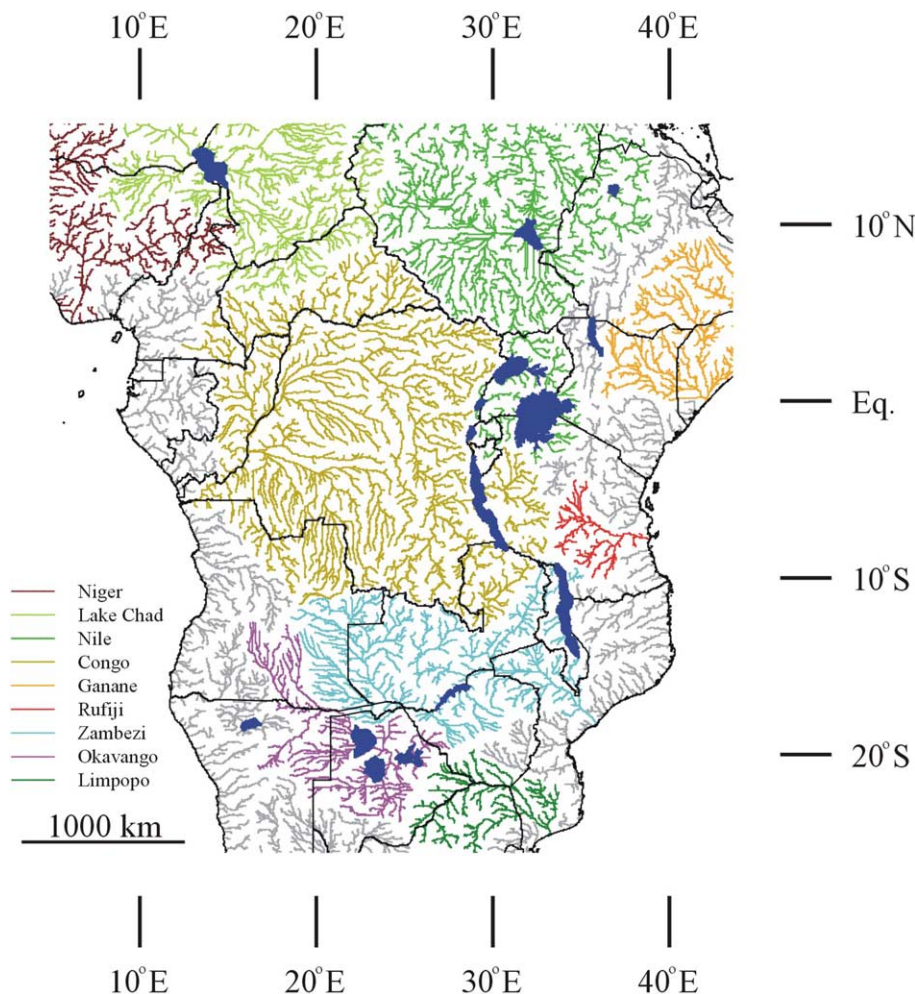 10°E 20°E 30°E 40°E
10°N
Eq.
10°S
Niger
Lake Chad
Nile
Congo
Ganane
Rufiji
Zambezi
Okavango
Limpopo
20°S
1000 km
10°E 20°E 30°E 40°E